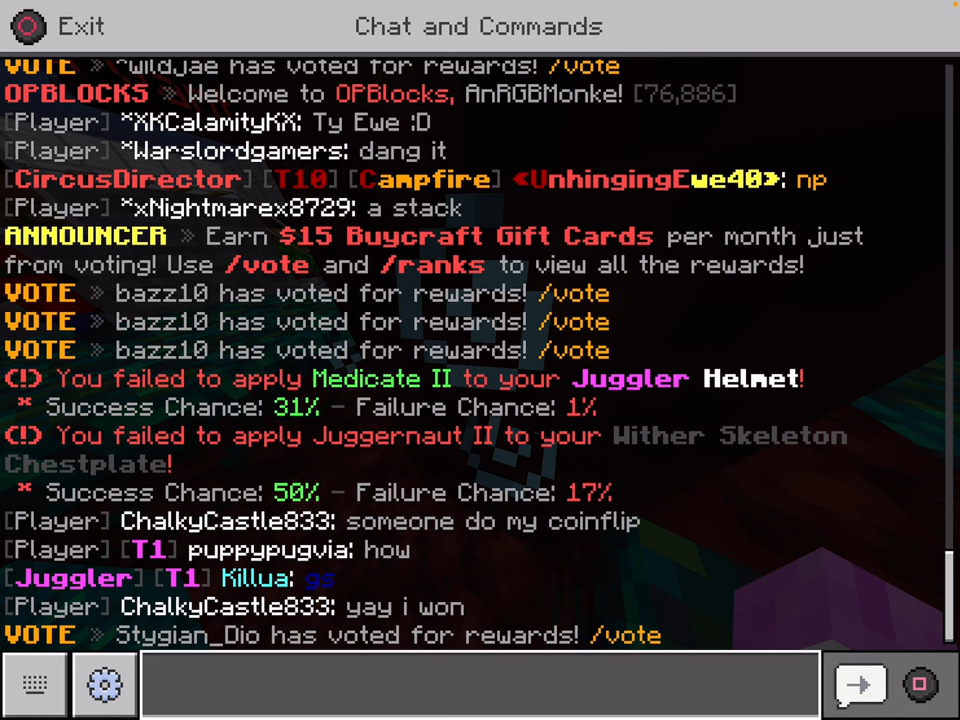 Exit
Chat and Commands
VOTE » *wildjae has voted for rewards! /vote
OPBLOCKS » Welcome to OPBlocks, AnRGBMonke! [76,886]
[Player] *XKCalamityKX: Ty Ewe :D
[Player] *Warslordgamers: dang it
[CircusDirector] [T10] [Campfire] <UnhingingEwe40>: np
[Player] *xNightmarex8729: a stack
ANNOUNCER » Earn $15 Buycraft Gift Cards per month just
from voting! Use /vote and /ranks to view all the rewards!
VOTE » bazz10 has voted for rewards! /vote
VOTE » bazz10 has voted for rewards! /vote
VOTE » bazz10 has voted for rewards! /vote
(!) You failed to apply Medicate II to your Juggler Helmet!
* Success Chance: 31% - Failure Chance: 1%
(!) You failed to apply Juggernaut II to your Wither Skeleton
Chestplate!
* Success Chance: 50% - Failure Chance: 17%
[Player] ChalkyCastle833: someone do my coinflip
[Player] [T1] puppypugvia: how
[Juggler] [T1] Killua: gs
[Player] ChalkyCastle833: yay i won
VOTE » Stygian_Dio has voted for rewards! /vote